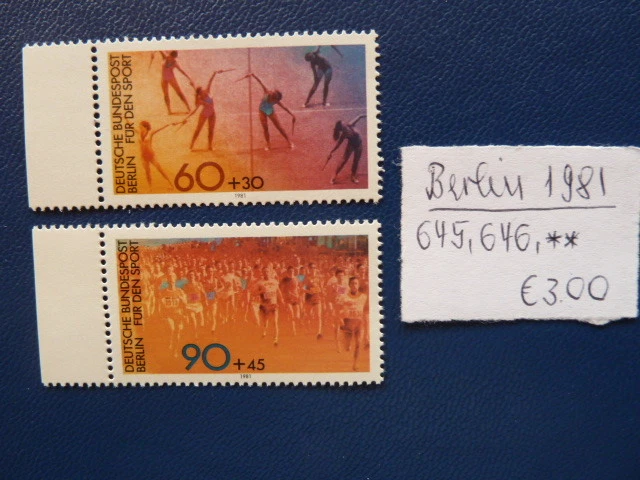 DEUTSCHE BUNDESPOST
BERLIN FÜR DEN SPORT
60+30
1981
DEUTSCHE BUNDESPOST
BERLIN FÜR DEN SPORT
90+45
1981
Berlin 1981
645, 646, **
€3.00